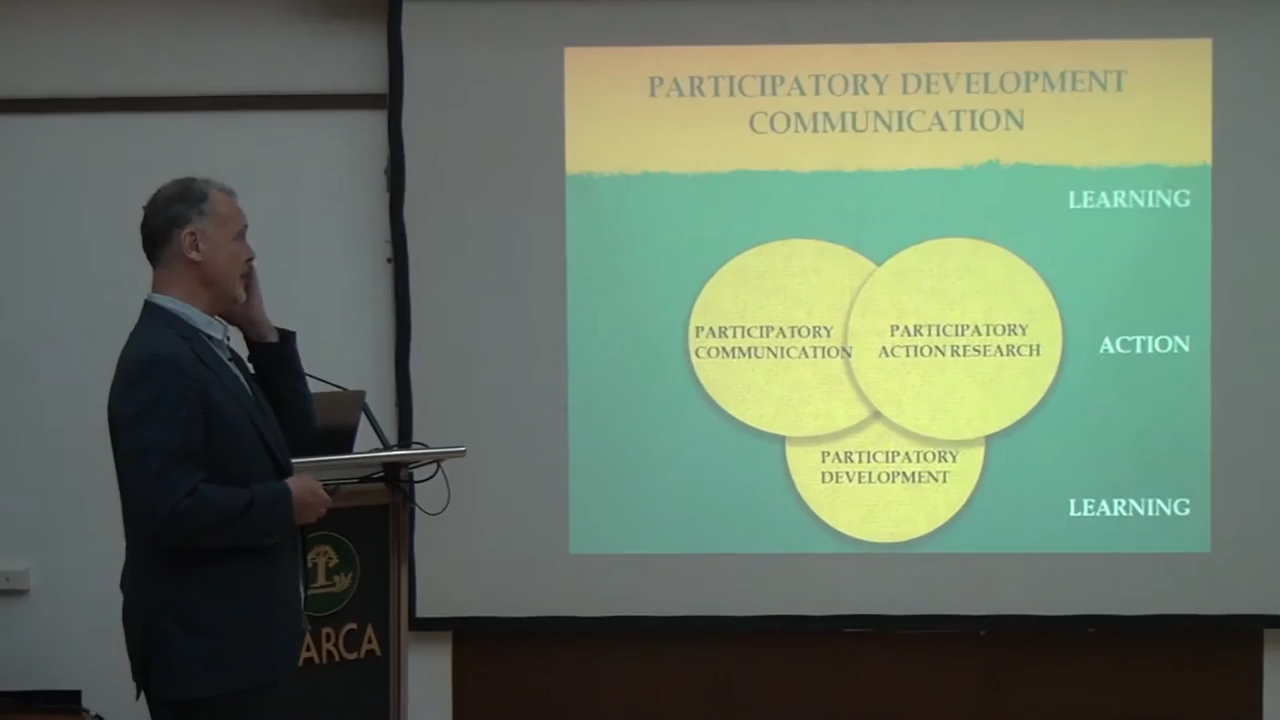 PARTICIPATORY DEVELOPMENT
COMMUNICATION
LEARNING
PARTICIPATORY
COMMUNICATION
PARTICIPATORY
ACTION RESEARCH
ACTION
PARTICIPATORY
DEVELOPMENT
LEARNING
ARCA